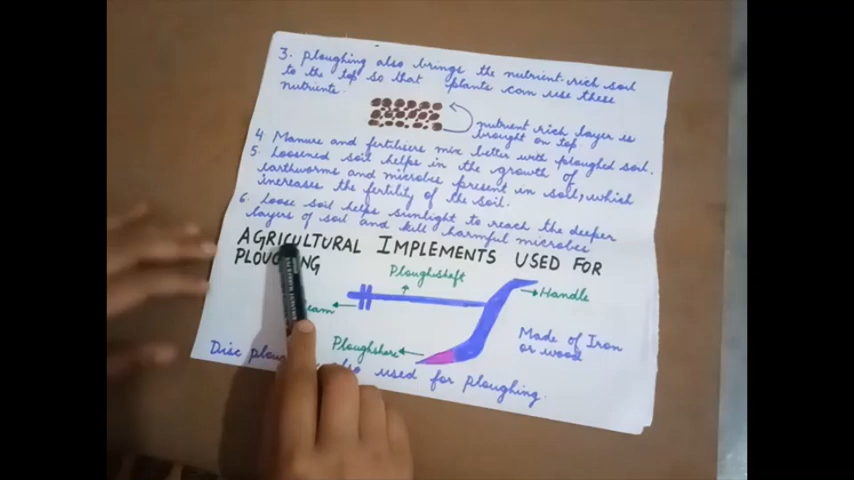 3. Ploughing also brings the nutrient-rich soil
to the top so that plants can use these
nutrients.
nutrient rich layer is
brought on top
4. Manure and fertilisers mix better with ploughed soil.
5. Loosened soil helps in the growth of
earthworms and microbes present in soil, which
increases the fertility of the soil.
6. Loose soil helps sunlight to reach the deeper
layers of soil and kill harmful microbes
AGRICULTURAL IMPLEMENTS USED FOR
PLOUGHING
Ploughshaft
Handle
Made of Iron
or wood
Ploughshare
Disc also used for ploughing.